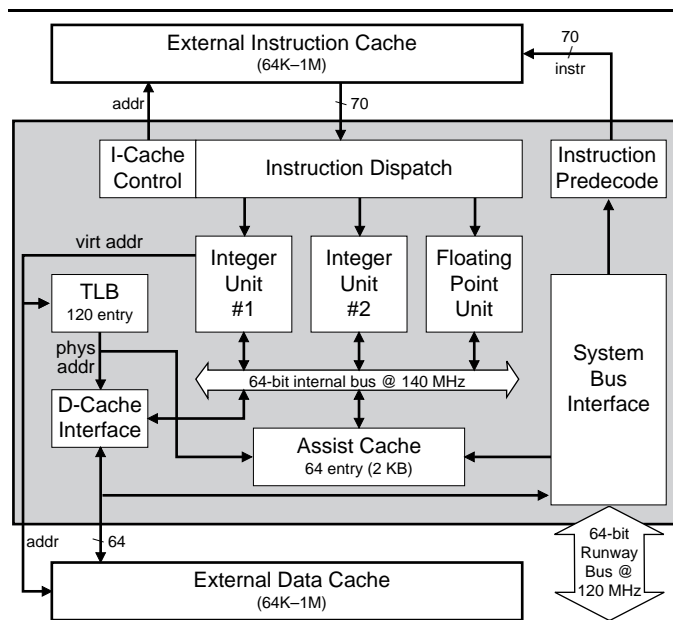 External Instruction Cache
(64K–1M)
70
instr
addr
70
I-Cache
Control
Instruction Dispatch
Instruction
Predecode
virt addr
Integer
Unit
#1
Integer
Unit
#2
Floating
Point
Unit
TLB
120 entry
phys
addr
64-bit internal bus @ 140 MHz
System
Bus
Interface
D-Cache
Interface
Assist Cache
64 entry (2 KB)
addr
64
64-bit
Runway
Bus @
120 MHz
External Data Cache
(64K–1M)